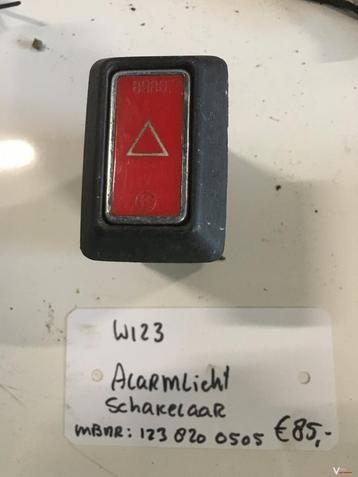 W123
Alarmlicht
Schakelaar
MBNR: 123 820 0505 €85,-